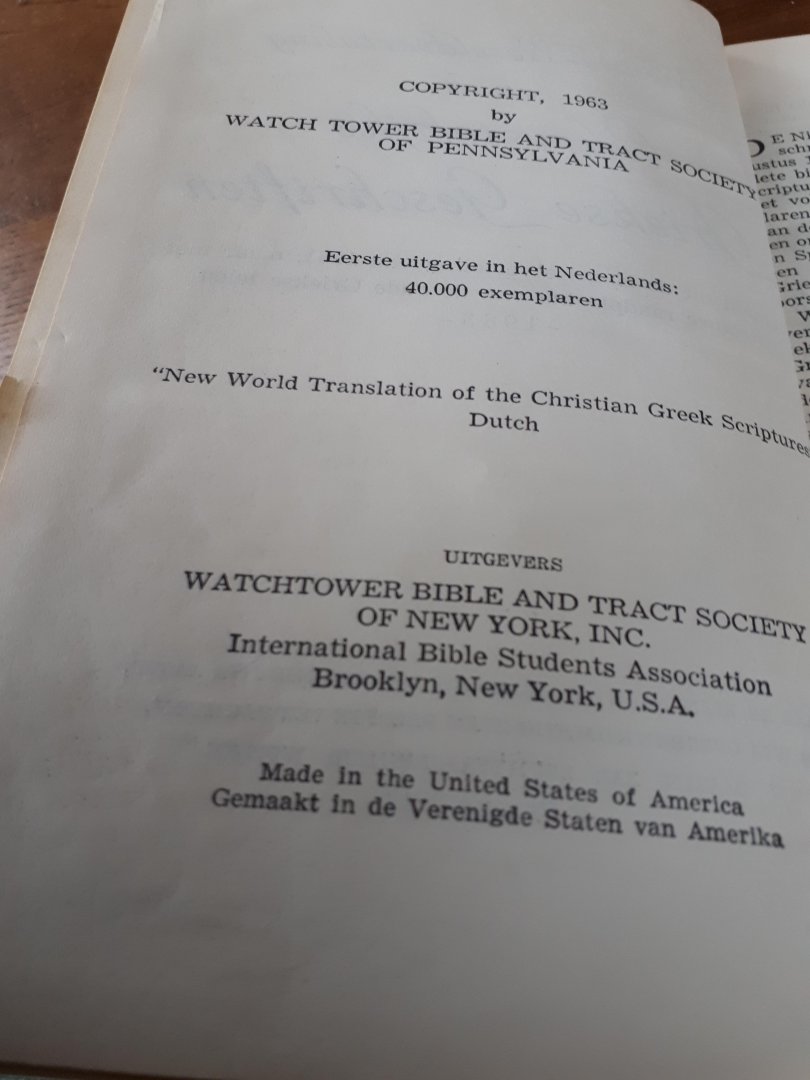 COPYRIGHT, 1963
by
WATCH TOWER BIBLE AND TRACT SOCIETY
OF PENNSYLVANIA
Eerste uitgave in het Nederlands:
40.000 exemplaren
“New World Translation of the Christian Greek Scriptures
Dutch
UITGEVERS
WATCHTOWER BIBLE AND TRACT SOCIETY
OF NEW YORK, INC.
International Bible Students Association
Brooklyn, New York, U.S.A.
Made in the United States of America
Gemaakt in de Verenigde Staten van Amerika